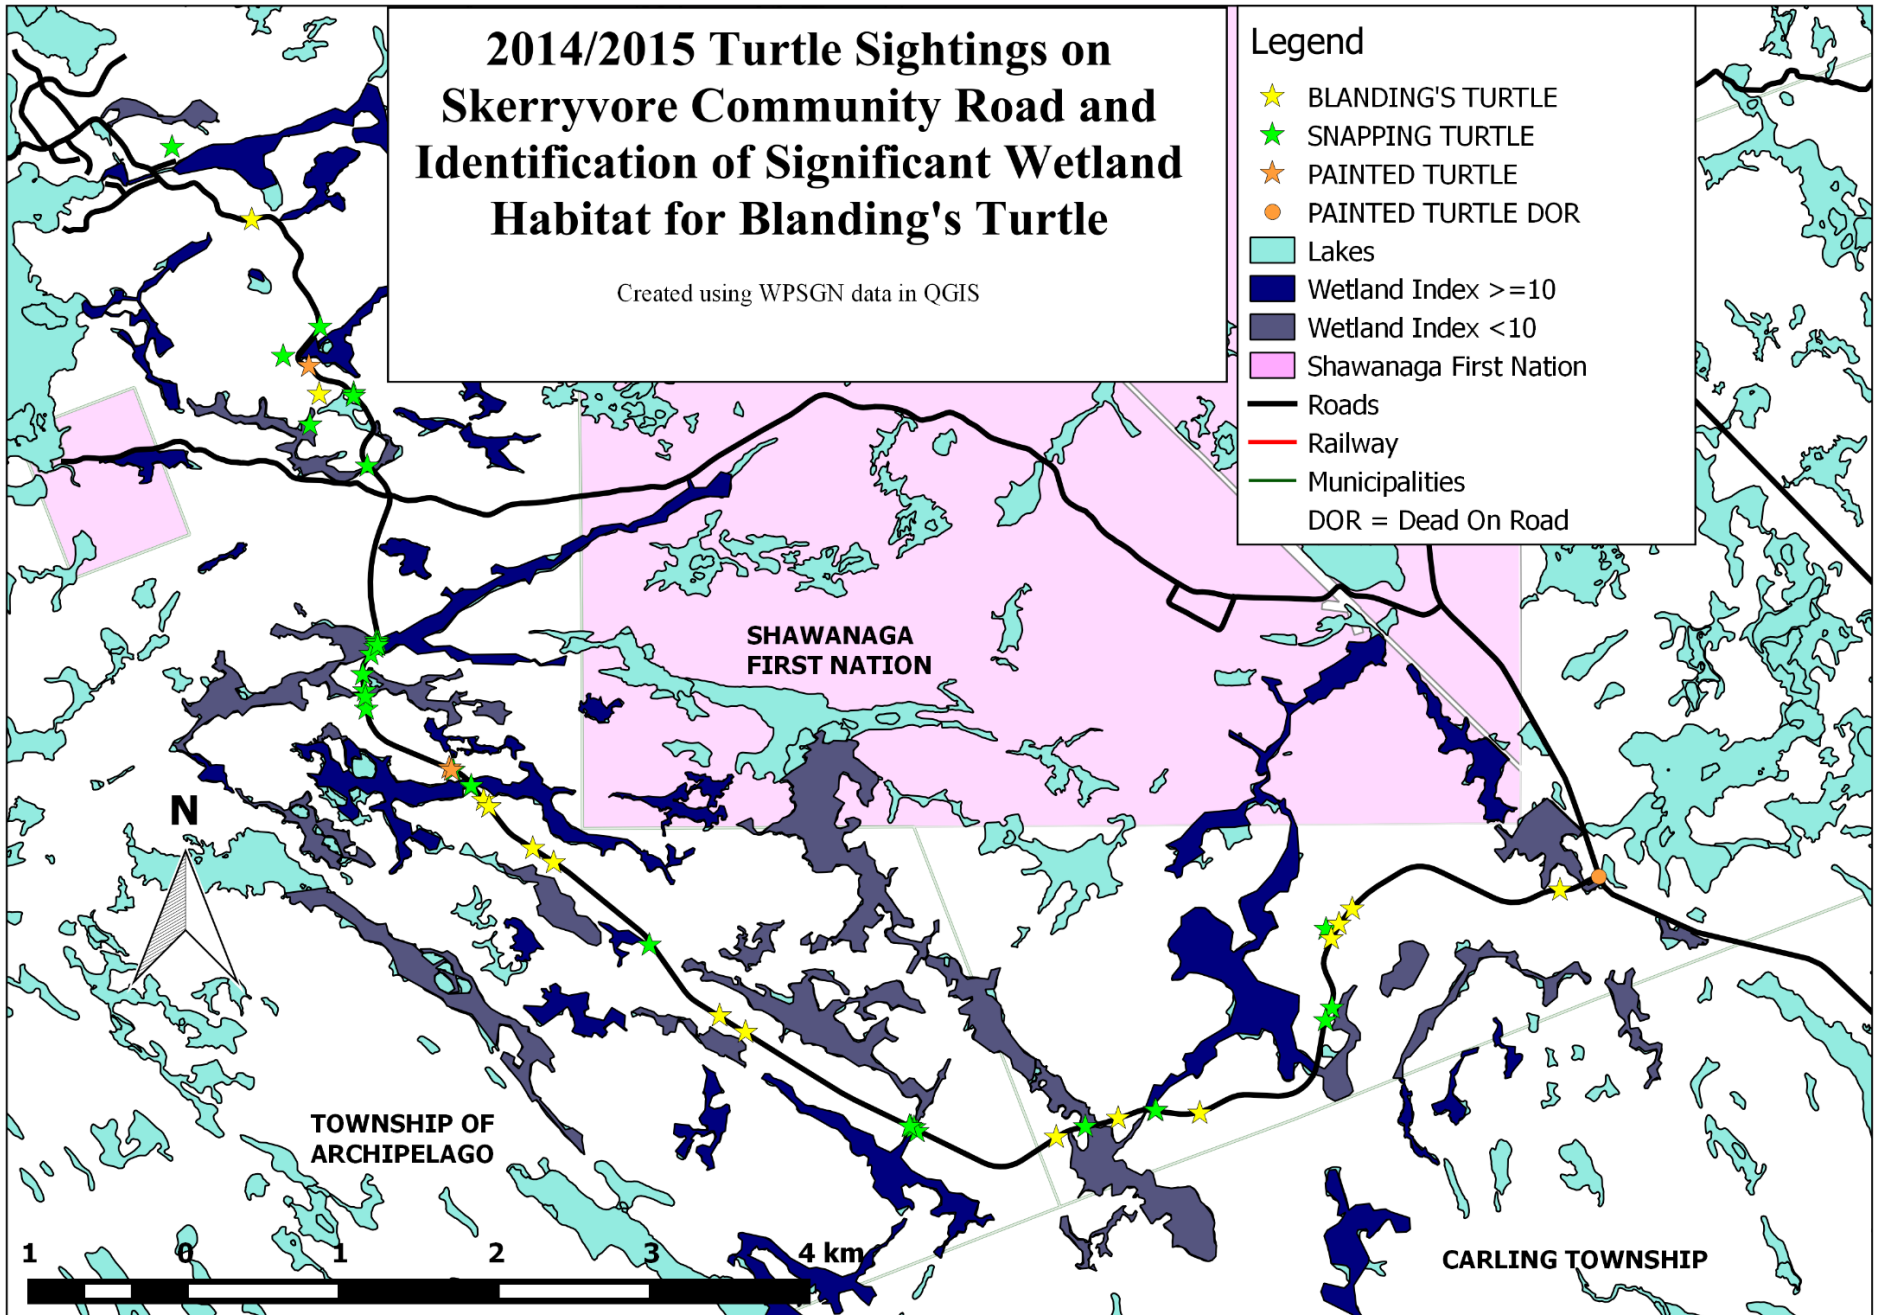 2014/2015 Turtle Sightings on
Skerryvore Community Road and
Identification of Significant Wetland
Habitat for Blanding's Turtle
Created using WPSGN data in QGIS
Legend
BLANDING'S TURTLE
SNAPPING TURTLE
PAINTED TURTLE
PAINTED TURTLE DOR
Lakes
Wetland Index >=10
Wetland Index <10
Shawanaga First Nation
Roads
Railway
Municipalities
DOR = Dead On Road
SHAWANAGA
FIRST NATION
N
TOWNSHIP OF
ARCHIPELAGO
CARLING TOWNSHIP
1 0 1 2 3 4 km